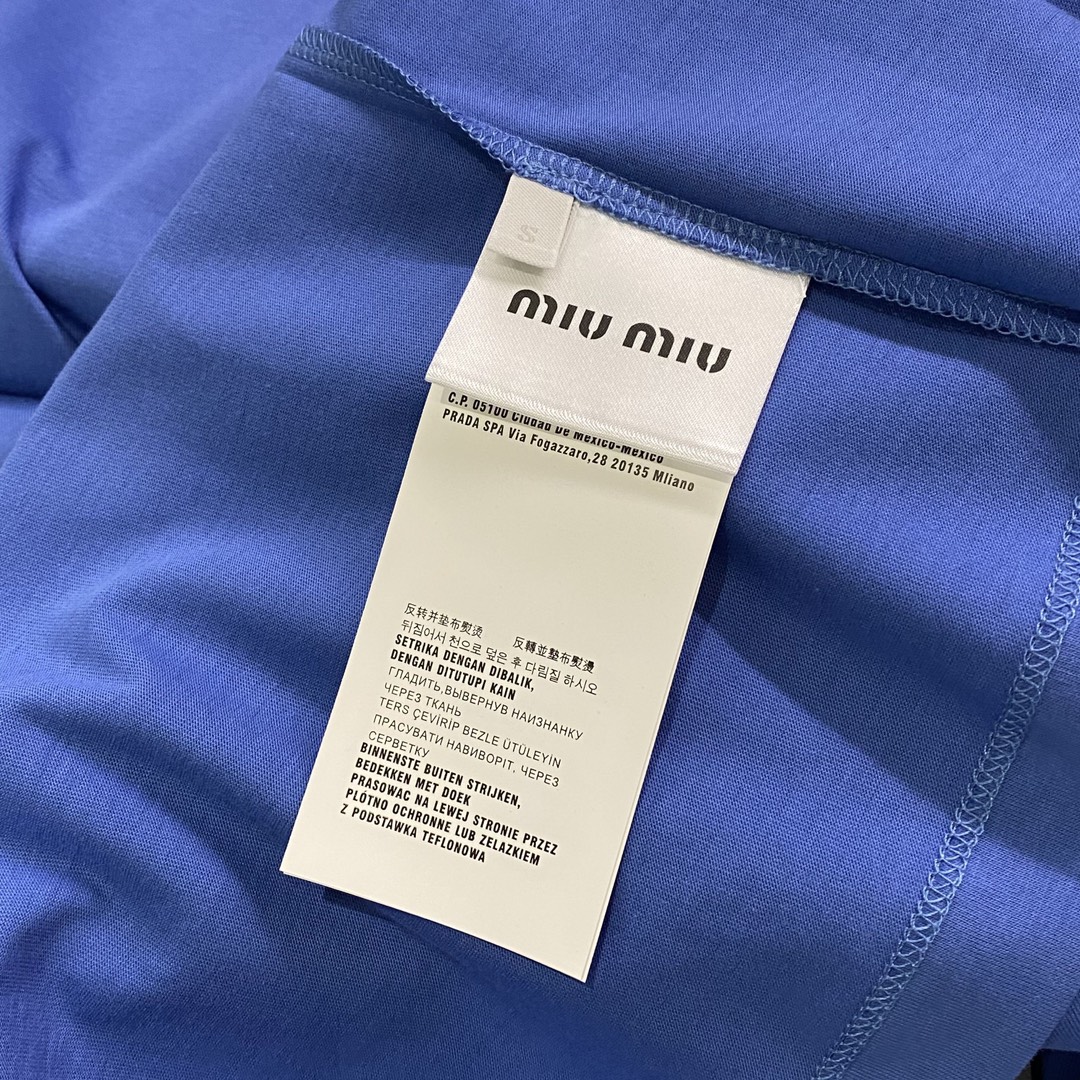 S
miu miu
C.P. 05100 Ciudad De Mexico-Mexico
PRADA SPA Via Fogazzaro,28 20135 Mliano
反转并垫布熨烫 反轉並墊布熨燙
뒤집어서 천으로 덮은 후 다림질 하시오
SETRIKA DENGAN DIBALIK,
DENGAN DITUTUPI KAIN
ГЛАДИТЬ,ВЫВЕРНУВ НАИЗНАНКУ
ЧЕРЕЗ ТКАНЬ
TERS ÇEVİRİP BEZLE ÜTÜLEYİN
ПРАСУВАТИ НАВИВОРІТ, ЧЕРЕЗ
СЕРВЕТКУ
BINNENSTE BUITEN STRIJKEN,
BEDEKKEN MET DOEK
PRASOWAC NA LEWEJ STRONIE PRZEZ
PLÓTNO OCHRONNE LUB ZELAZKIEM
Z PODSTAWKA TEFLONOWA